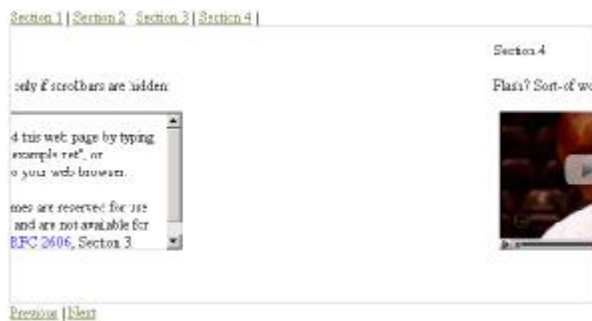 Section 1 | Section 2 Section 3 | Section 4 |
Section 4
only if scrollbars are hidden:
Flash? Sort-of wo
d this web page by typing
example.net", or
o your web browser.
mes are reserved for use
and are not available for
RFC 2606, Section 3.
Previous | Next